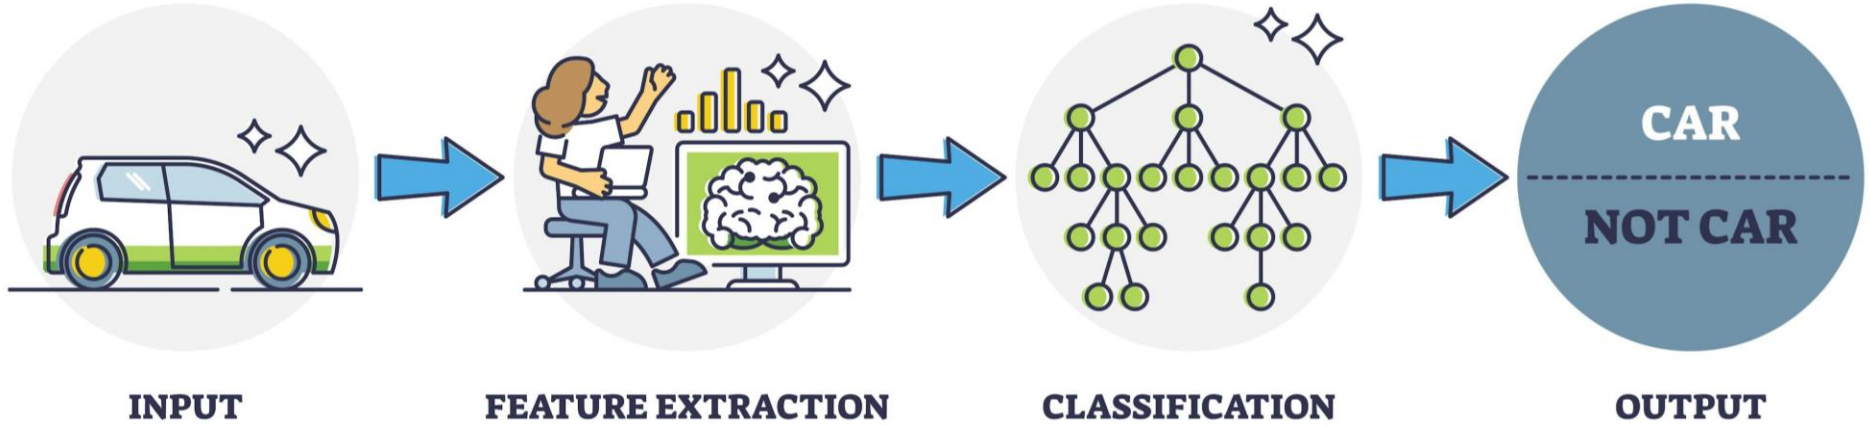 CAR
NOT CAR
INPUT
FEATURE EXTRACTION
CLASSIFICATION
OUTPUT